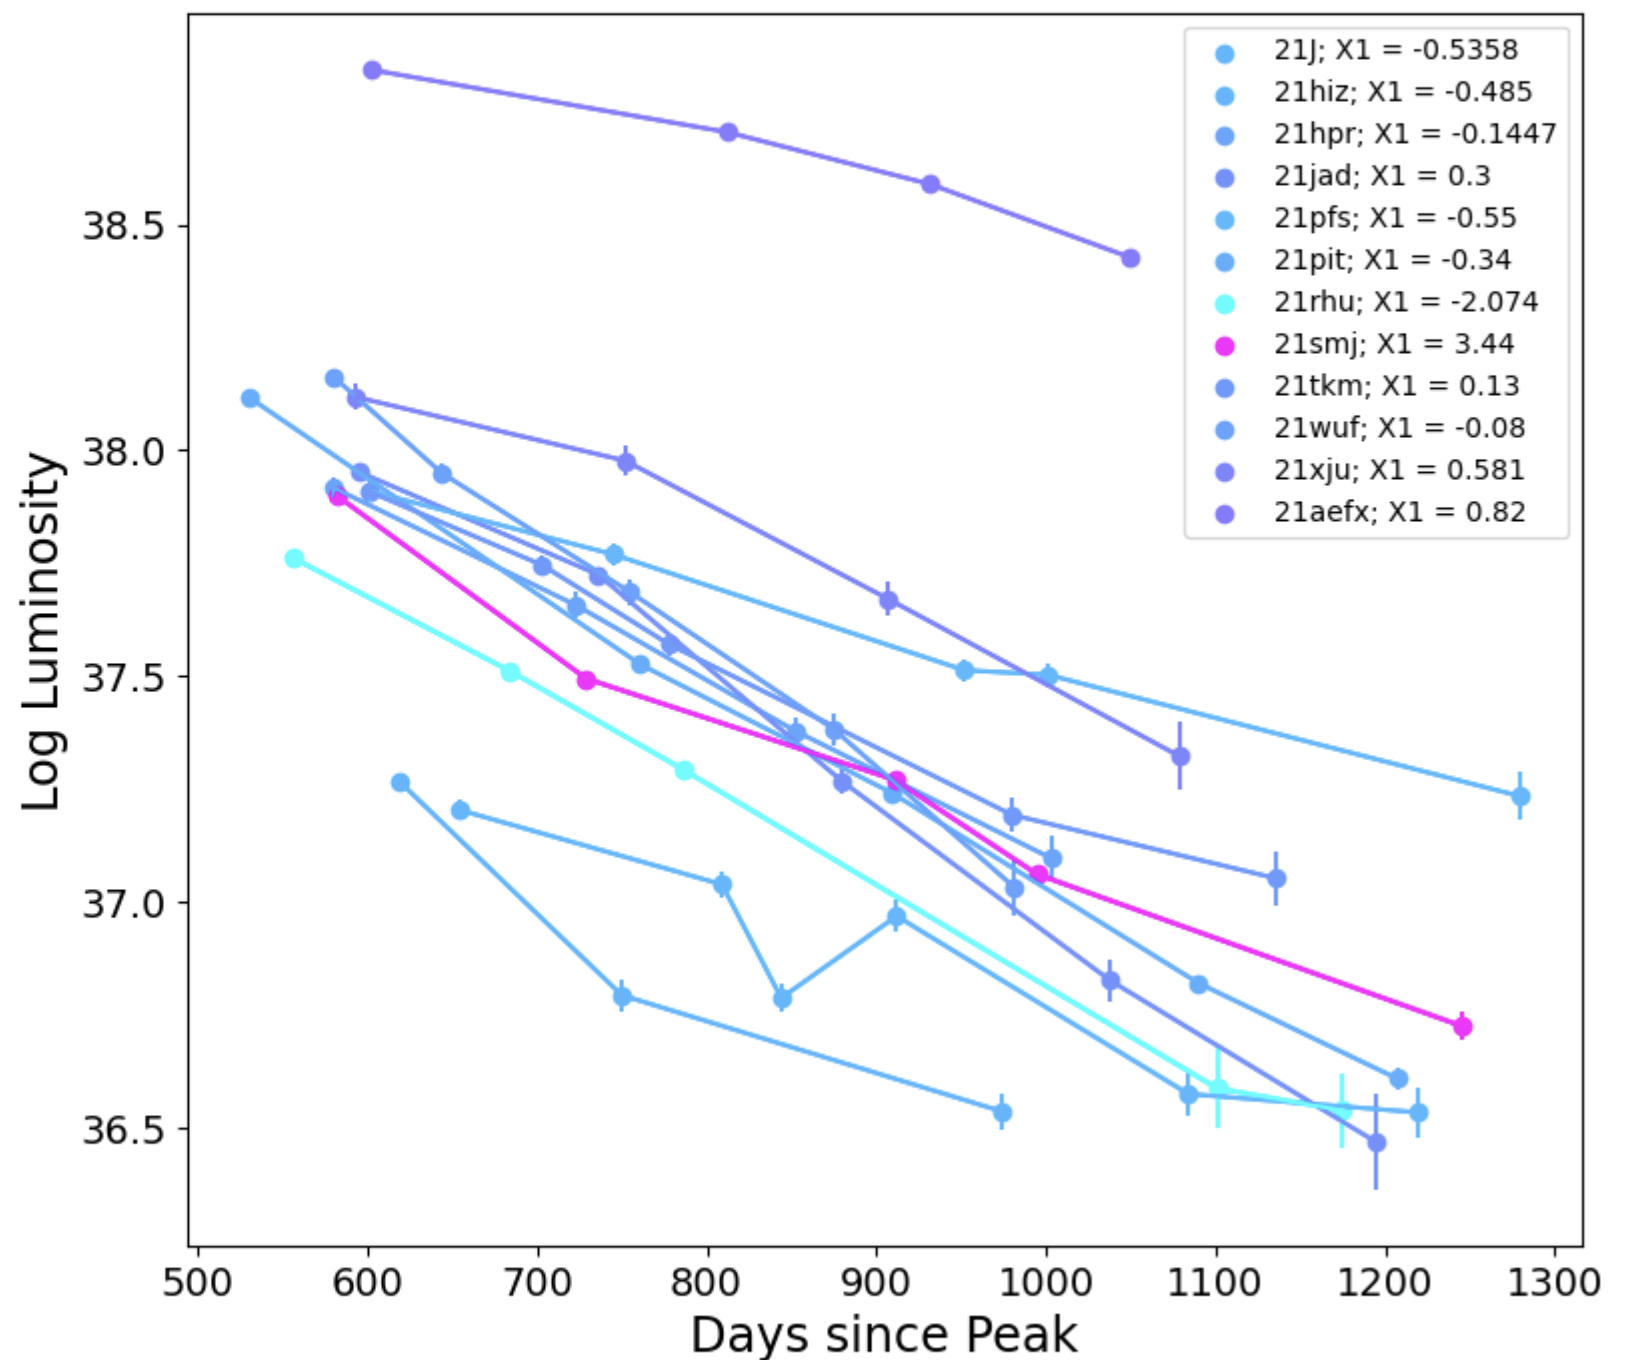 21J; X1 = -0.5358
21hiz; X1 = -0.485
21hpr; X1 = -0.1447
21jad; X1 = 0.3
21pfs; X1 = -0.55
21pit; X1 = -0.34
21rhu; X1 = -2.074
21smj; X1 = 3.44
21tkm; X1 = 0.13
21wuf; X1 = -0.08
21xju; X1 = 0.581
21aefx; X1 = 0.82
Log Luminosity
38.5
38.0
37.5
37.0
36.5
500 600 700 800 900 1000 1100 1200 1300
Days since Peak